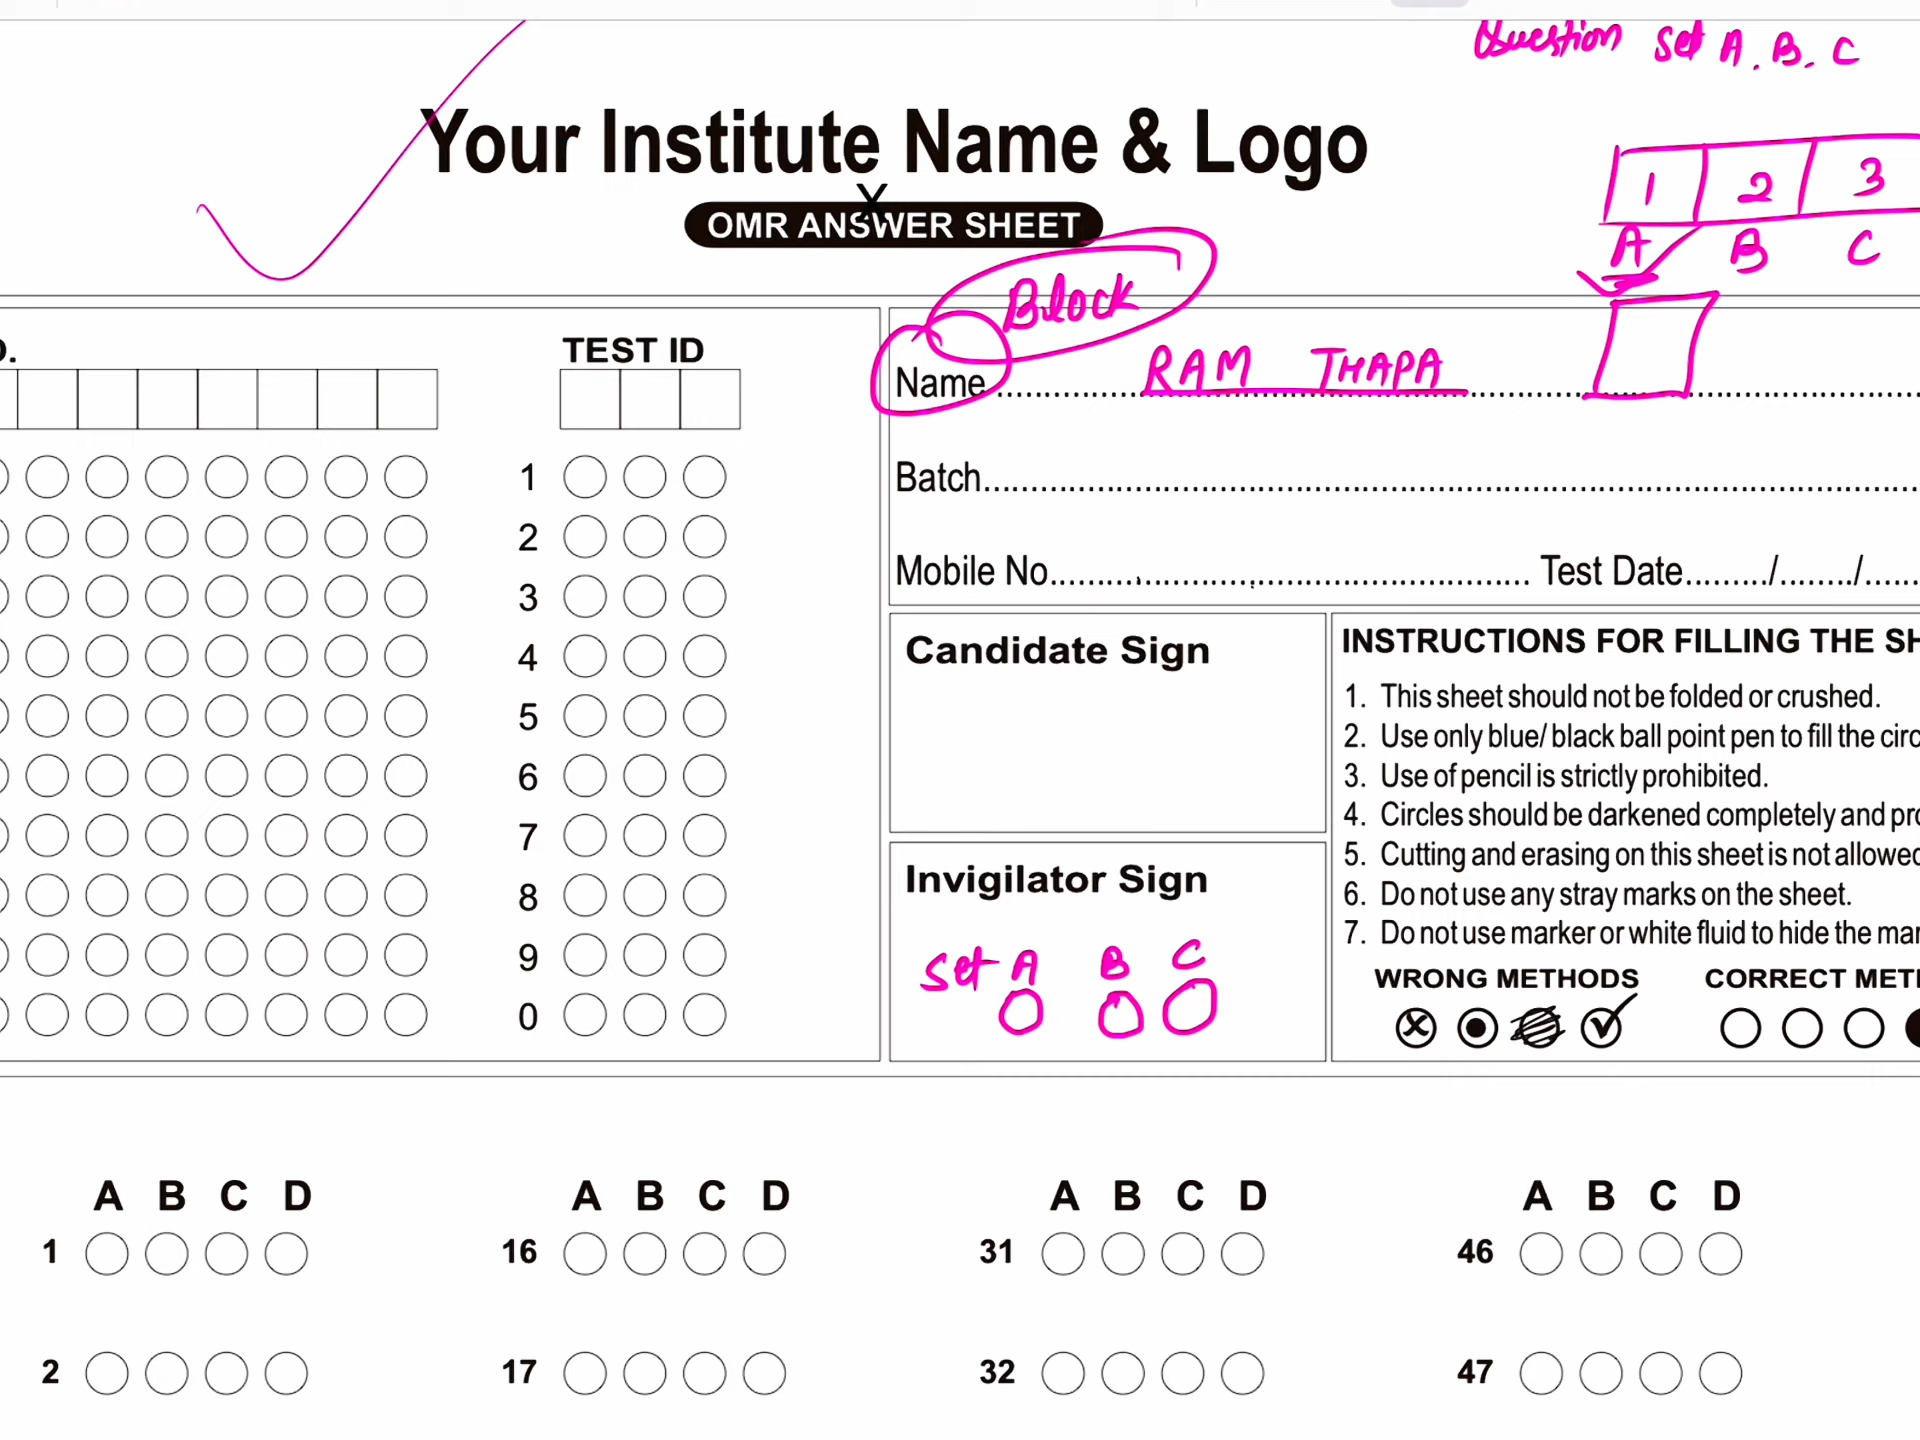 Question Set A. B. C
Your Institute Name & Logo
OMR ANSWER SHEET
1 2 3
A B C
Block
TEST ID
Name RAM THAPA
Batch
Mobile No. Test Date ....../....../......
1
2
3
4
5
6
7
8
9
0
Candidate Sign
Invigilator Sign
Set A B C
INSTRUCTIONS FOR FILLING THE
1. This sheet should not be folded or crushed.
2. Use only blue/ black ball point pen to fill the
3. Use of pencil is strictly prohibited.
4. Circles should be darkened completely and
5. Cutting and erasing on this sheet is not allowed
6. Do not use any stray marks on the sheet.
7. Do not use marker or white fluid to hide the
WRONG METHODS CORRECT
A B C D A B C D A B C D A B C D
1 16 31 46
2 17 32 47